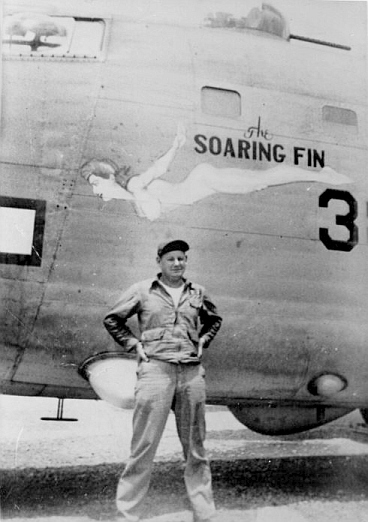 The
SOARING FIN
3